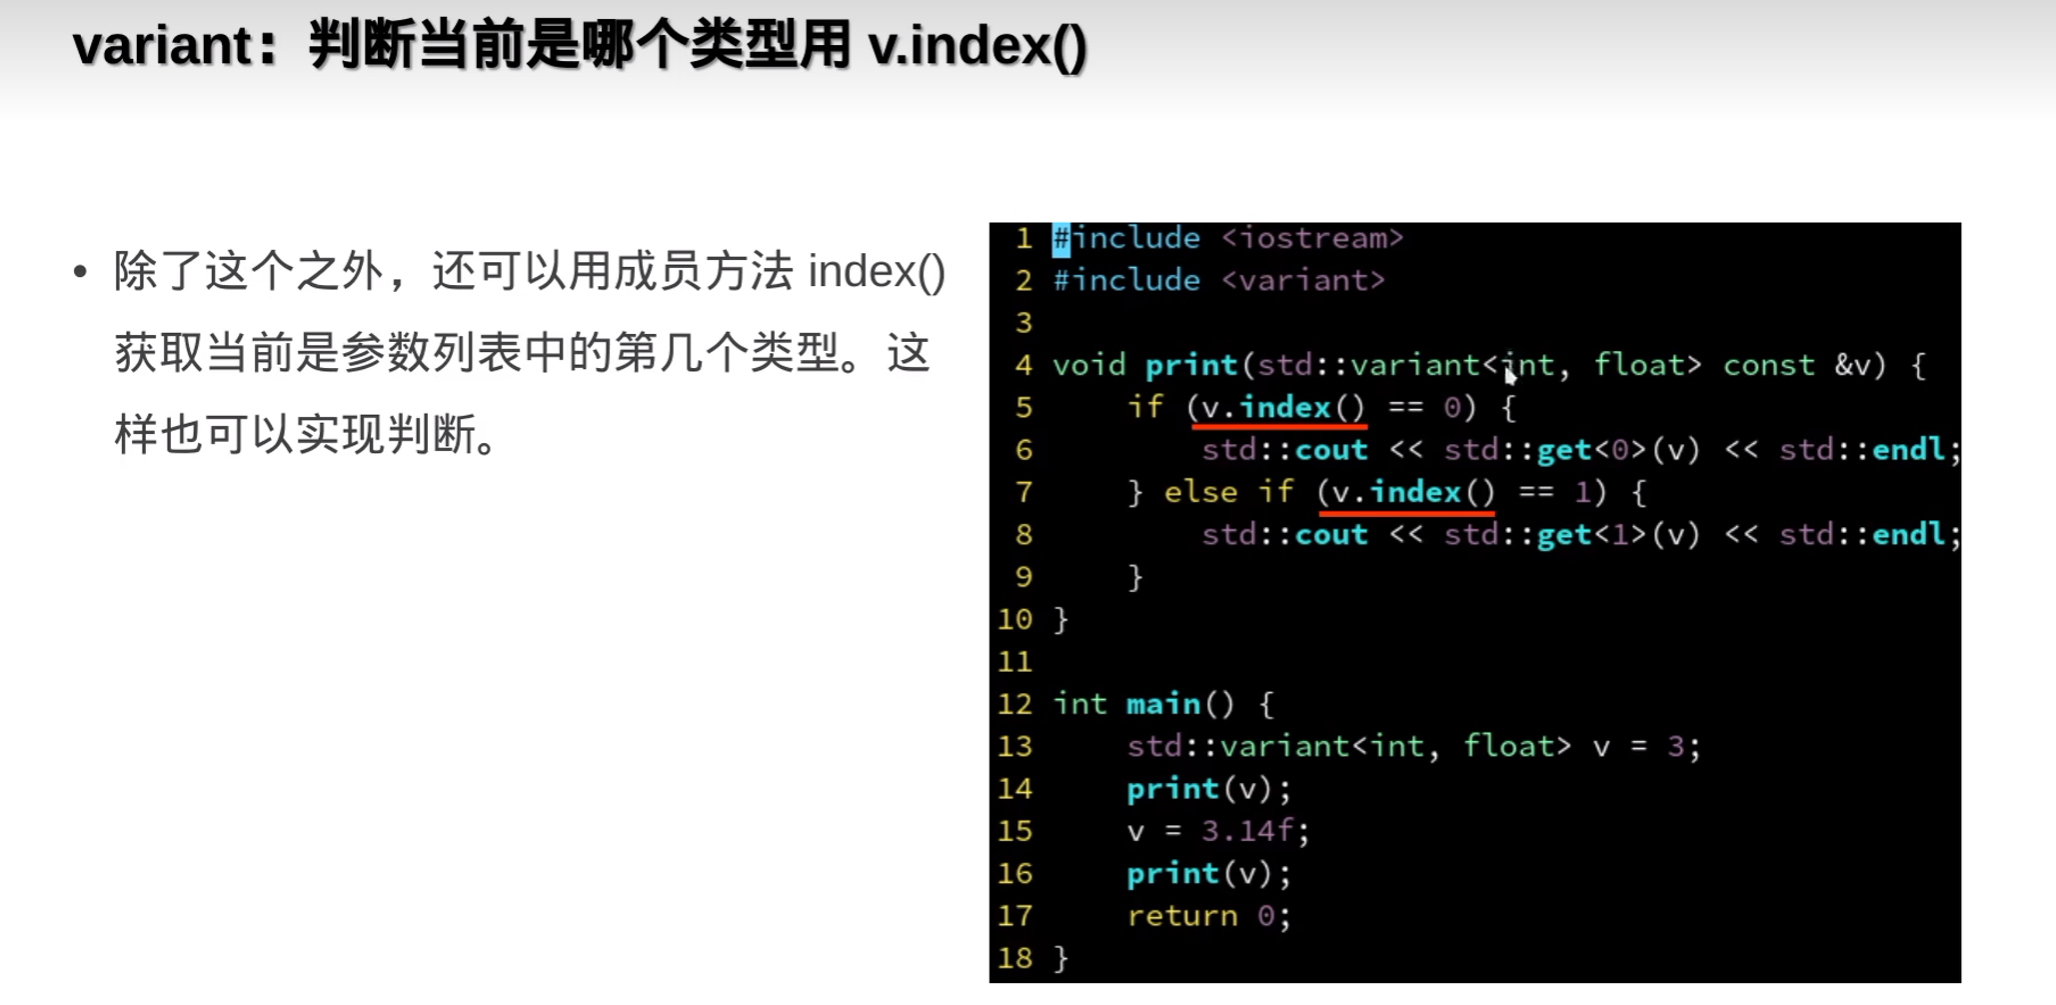 variant：判断当前是哪个类型用 v.index()
• 除了这个之外，还可以用成员方法 index()
获取当前是参数列表中的第几个类型。这
样也可以实现判断。
1 #include <iostream>
2 #include <variant>
3
4 void print(std::variant<int, float> const &v) {
5     if (v.index() == 0) {
6         std::cout << std::get<0>(v) << std::endl;
7     } else if (v.index() == 1) {
8         std::cout << std::get<1>(v) << std::endl;
9     }
10 }
11
12 int main() {
13     std::variant<int, float> v = 3;
14     print(v);
15     v = 3.14f;
16     print(v);
17     return 0;
18 }